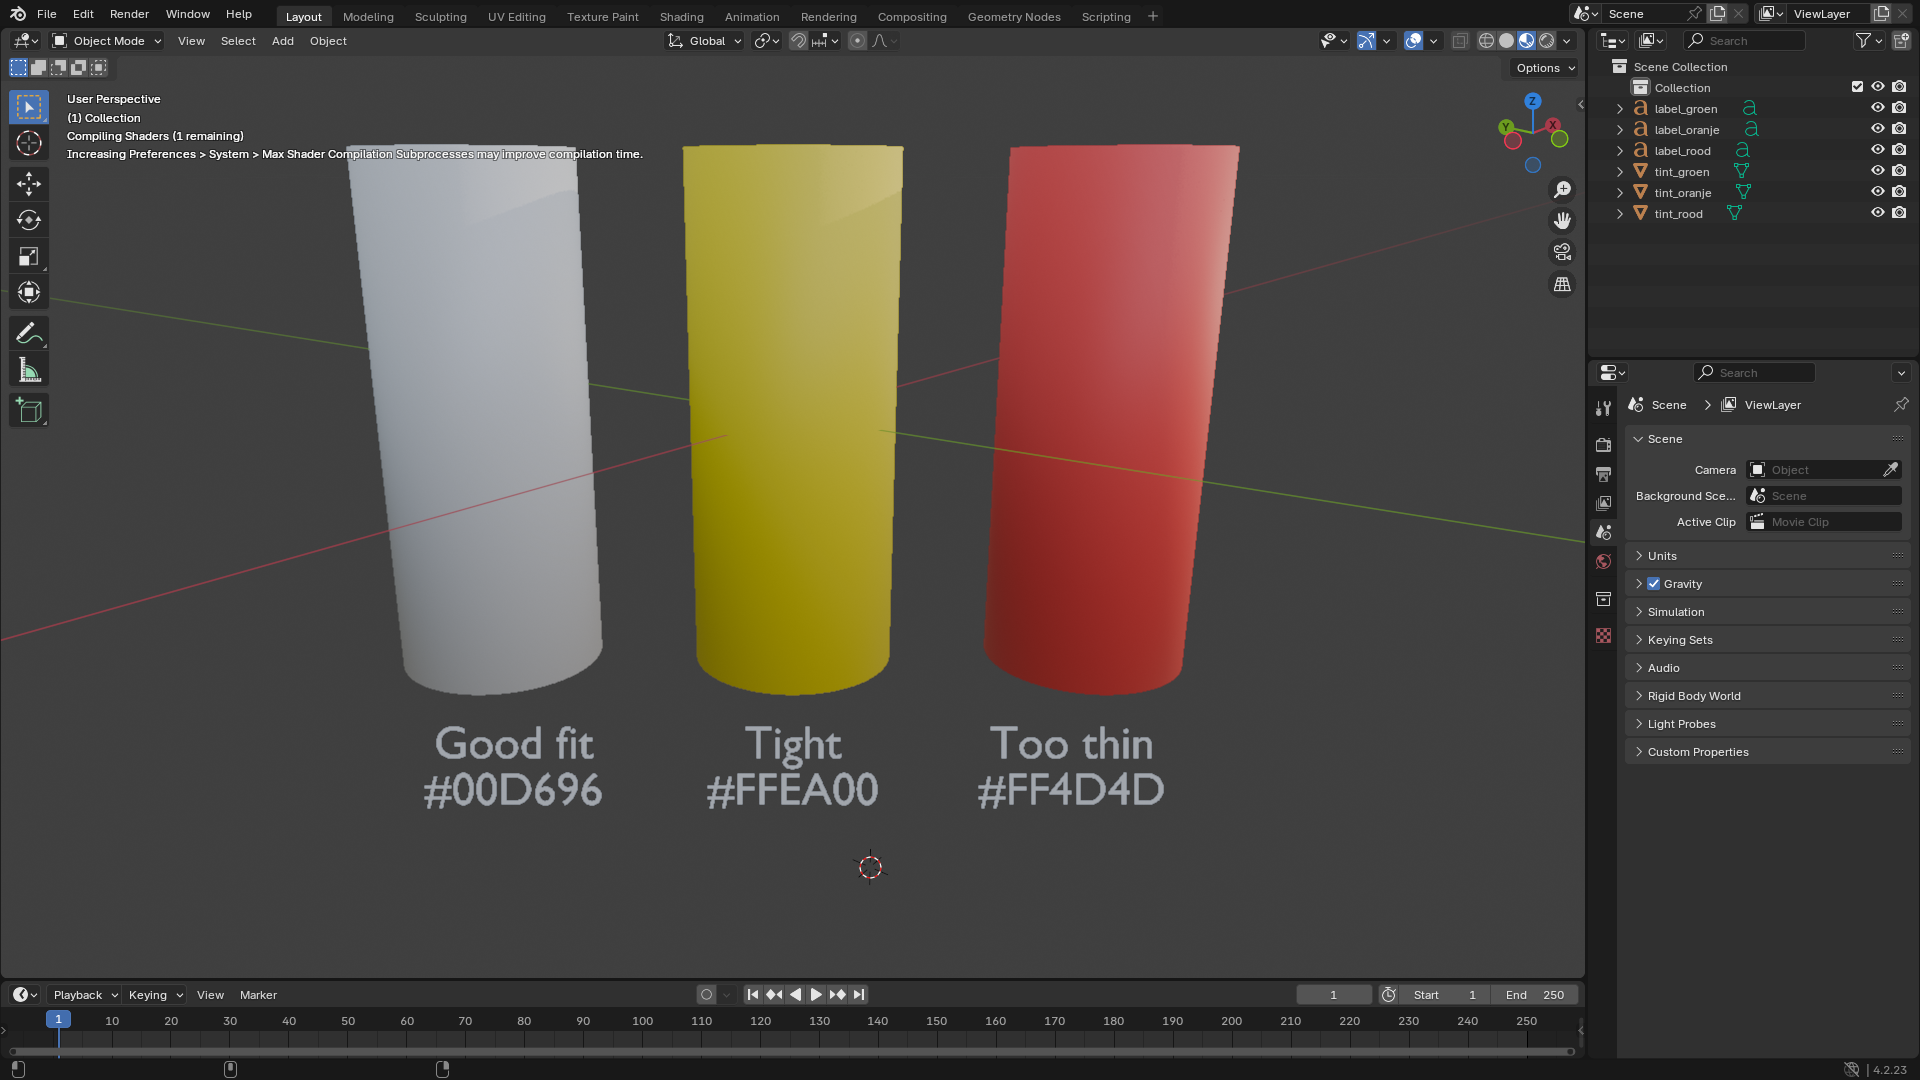 File Edit Render Window Help Layout Modeling Sculpting UV Editing Texture Paint Shading Animation Rendering Compositing Geometry Nodes Scripting Scene ViewLayer
Object Mode View Select Add Object Global Search
Options
User Perspective
(1) Collection
Compiling Shaders (1 remaining)
Increasing Preferences > System > Max Shader Compilation Subprocesses may improve compilation time.
Z
Y X
Good fit Tight Too thin
#00D696 #FFEA00 #FF4D4D
Scene Collection
Collection
label_groen
label_oranje
label_rood
tint_groen
tint_oranje
tint_rood
Search
Scene > ViewLayer
Scene
Camera Object
Background Sce... Scene
Active Clip Movie Clip
Units
Gravity
Simulation
Keying Sets
Audio
Rigid Body World
Light Probes
Custom Properties
Playback Keying View Marker 1 Start 1 End 250
1 10 20 30 40 50 60 70 80 90 100 110 120 130 140 150 160 170 180 190 200 210 220 230 240 250
4.2.23